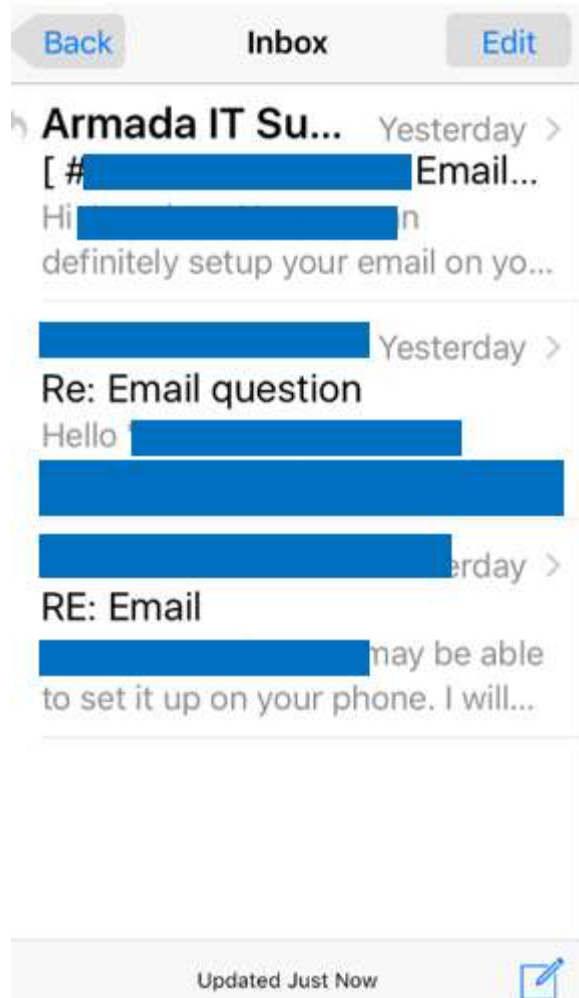 Back Inbox Edit
Armada IT Su... Yesterday >
[ # Email...
Hi
definitely setup your email on yo...
Yesterday >
Re: Email question
Hello
erday >
RE: Email
may be able
to set it up on your phone. I will...
Updated Just Now